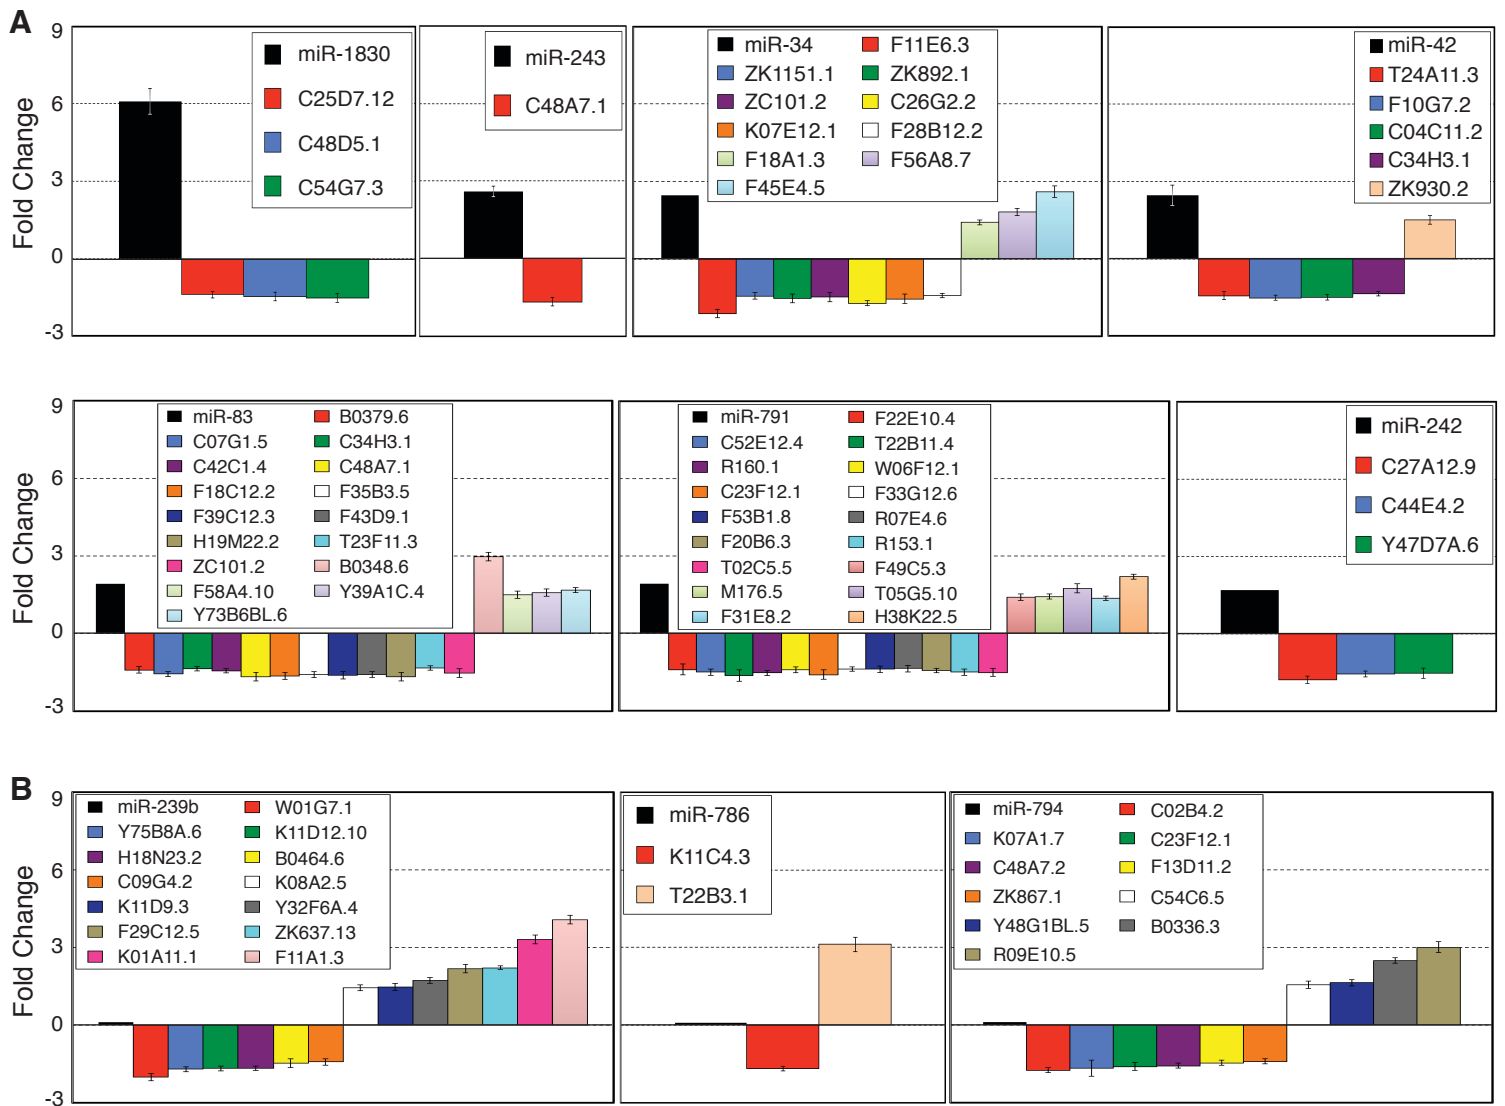 A
Fold Change
9
6
3
0
-3
miR-1830
C25D7.12
C48D5.1
C54G7.3
miR-243
C48A7.1
miR-34 F11E6.3
ZK1151.1 ZK892.1
ZC101.2 C26G2.2
K07E12.1 F28B12.2
F18A1.3 F56A8.7
F45E4.5
miR-42
T24A11.3
F10G7.2
C04C11.2
C34H3.1
ZK930.2
Fold Change
9
6
3
0
-3
miR-83 B0379.6
C07G1.5 C34H3.1
C42C1.4 C48A7.1
F18C12.2 F35B3.5
F39C12.3 F43D9.1
H19M22.2 T23F11.3
ZC101.2 B0348.6
F58A4.10 Y39A1C.4
Y73B6BL.6
miR-791 F22E10.4
C52E12.4 T22B11.4
R160.1 W06F12.1
C23F12.1 F33G12.6
F53B1.8 R07E4.6
F20B6.3 R153.1
T02C5.5 F49C5.3
M176.5 T05G5.10
F31E8.2 H38K22.5
miR-242
C27A12.9
C44E4.2
Y47D7A.6
B
Fold Change
9
6
3
0
-3
miR-239b W01G7.1
Y75B8A.6 K11D12.10
H18N23.2 B0464.6
C09G4.2 K08A2.5
K11D9.3 Y32F6A.4
F29C12.5 ZK637.13
K01A11.1 F11A1.3
miR-786
K11C4.3
T22B3.1
miR-794 C02B4.2
K07A1.7 C23F12.1
C48A7.2 F13D11.2
ZK867.1 C54C6.5
Y48G1BL.5 B0336.3
R09E10.5